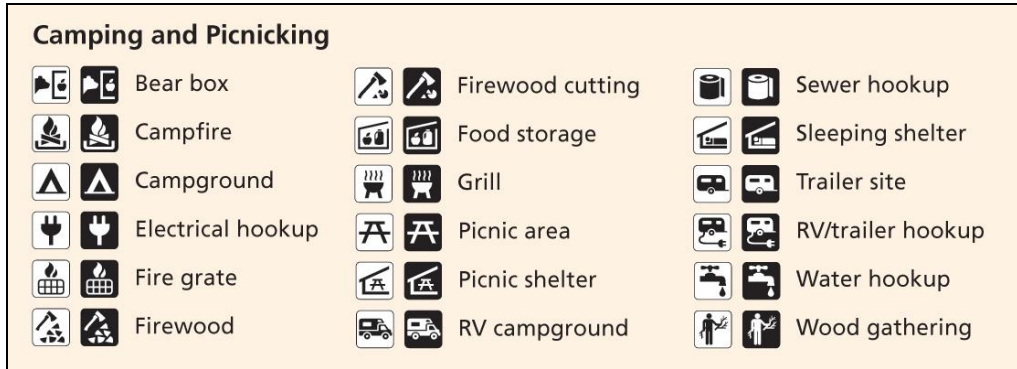 Camping and Picnicking
Bear box
Campfire
Campground
Electrical hookup
Fire grate
Firewood
Firewood cutting
Food storage
Grill
Picnic area
Picnic shelter
RV campground
Sewer hookup
Sleeping shelter
Trailer site
RV/trailer hookup
Water hookup
Wood gathering